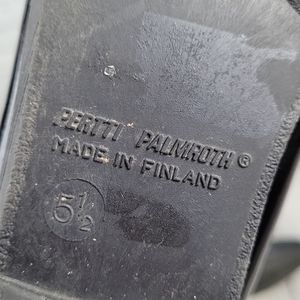 PERTTI PALMROTH ®
MADE IN FINLAND
5½